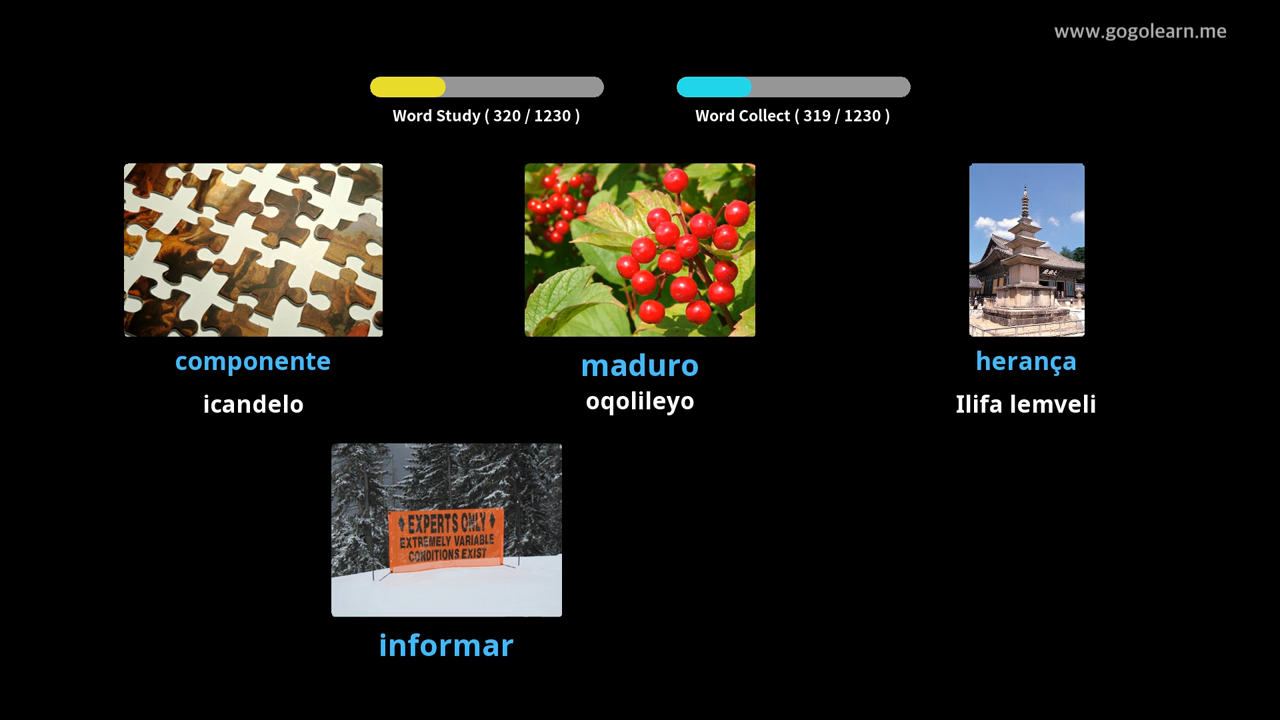 www.gogolearn.me
Word Study ( 320 / 1230 )
Word Collect ( 319 / 1230 )
componente
icandelo
maduro
oqolileyo
herança
Ilifa lemveli
EXPERTS ONLY
EXTREMELY VARIABLE
CONDITIONS EXIST
informar